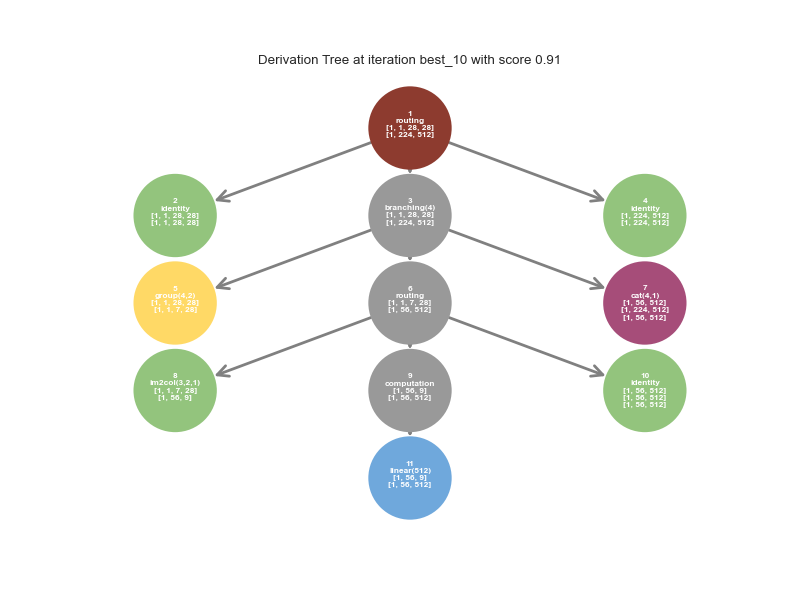 Derivation Tree at iteration best_10 with score 0.91
1
routing
[1, 1, 28, 28]
[1, 224, 512]
2
identity
[1, 1, 28, 28]
[1, 1, 28, 28]
3
branching(4)
[1, 1, 28, 28]
[1, 224, 512]
4
identity
[1, 224, 512]
[1, 224, 512]
5
group(4,2)
[1, 1, 28, 28]
[1, 1, 7, 28]
6
routing
[1, 1, 7, 28]
[1, 56, 512]
7
cat(4,1)
[1, 56, 512]
[1, 224, 512]
[1, 56, 512]
8
im2col(3,2,1)
[1, 1, 7, 28]
[1, 56, 9]
9
computation
[1, 56, 9]
[1, 56, 512]
10
identity
[1, 56, 512]
[1, 56, 512]
[1, 56, 512]
11
linear(512)
[1, 56, 9]
[1, 56, 512]